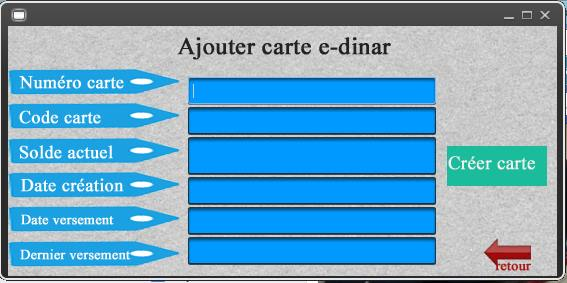 Ajouter carte e-dinar
Numéro carte
Code carte
Solde actuel
Créer carte
Date création
Date versement
Dernier versement
retour